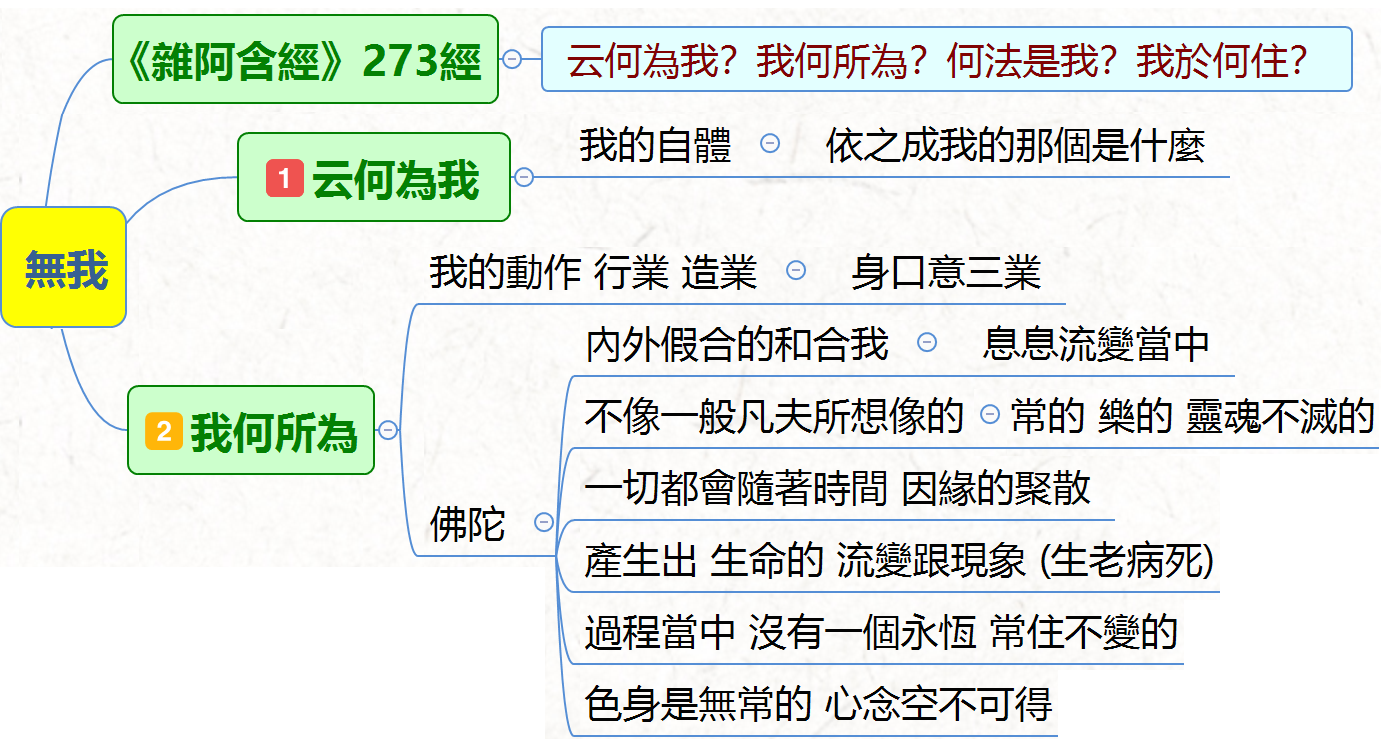 《雜阿含經》273經
云何為我？我何所為？何法是我？我於何住？
無我
1 云何為我
我的自體
依之成我的那個是什麼
2 我何所為
我的動作 行業 造業
身口意三業
佛陀
內外假合的和合我
息息流變當中
不像一般凡夫所想像的
常的 樂的 靈魂不滅的
一切都會隨著時間 因緣的聚散
產生出 生命的 流變跟現象 (生老病死)
過程當中 沒有一個永恆 常住不變的
色身是無常的 心念空不可得